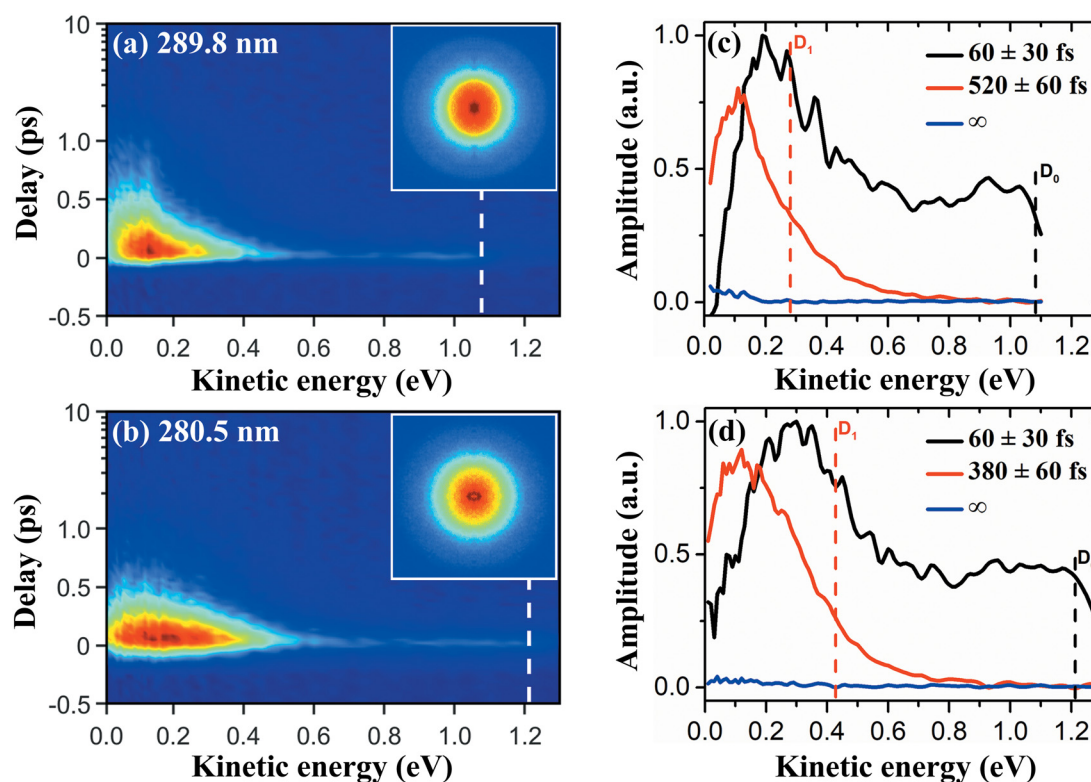 (a) 289.8 nm
Delay (ps)
10
1.0
0.5
0
-0.5
0.0 0.2 0.4 0.6 0.8 1.0 1.2
Kinetic energy (eV)
(c)
D₁
60 ± 30 fs
520 ± 60 fs
∞
D₀
Amplitude (a.u.)
1.0
0.5
0.0
0.0 0.2 0.4 0.6 0.8 1.0 1.2
Kinetic energy (eV)
(b) 280.5 nm
Delay (ps)
10
1.0
0.5
0
-0.5
0.0 0.2 0.4 0.6 0.8 1.0 1.2
Kinetic energy (eV)
(d)
D₁
60 ± 30 fs
380 ± 60 fs
∞
D
Amplitude (a.u.)
1.0
0.5
0.0
0.0 0.2 0.4 0.6 0.8 1.0 1.2
Kinetic energy (eV)